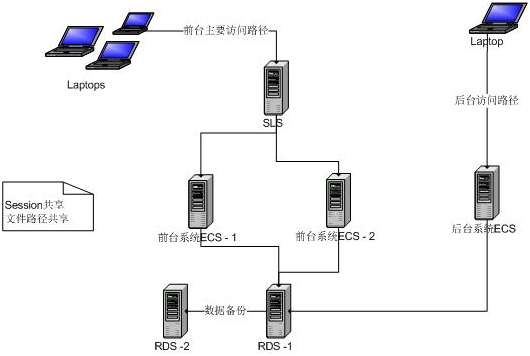 前台主要访问路径
Laptop
Laptops
后台访问路径
SLS
Session共享
文件路径共享
前台系统ECS - 1
前台系统ECS - 2
后台系统ECS
数据备份
RDS -2
RDS -1